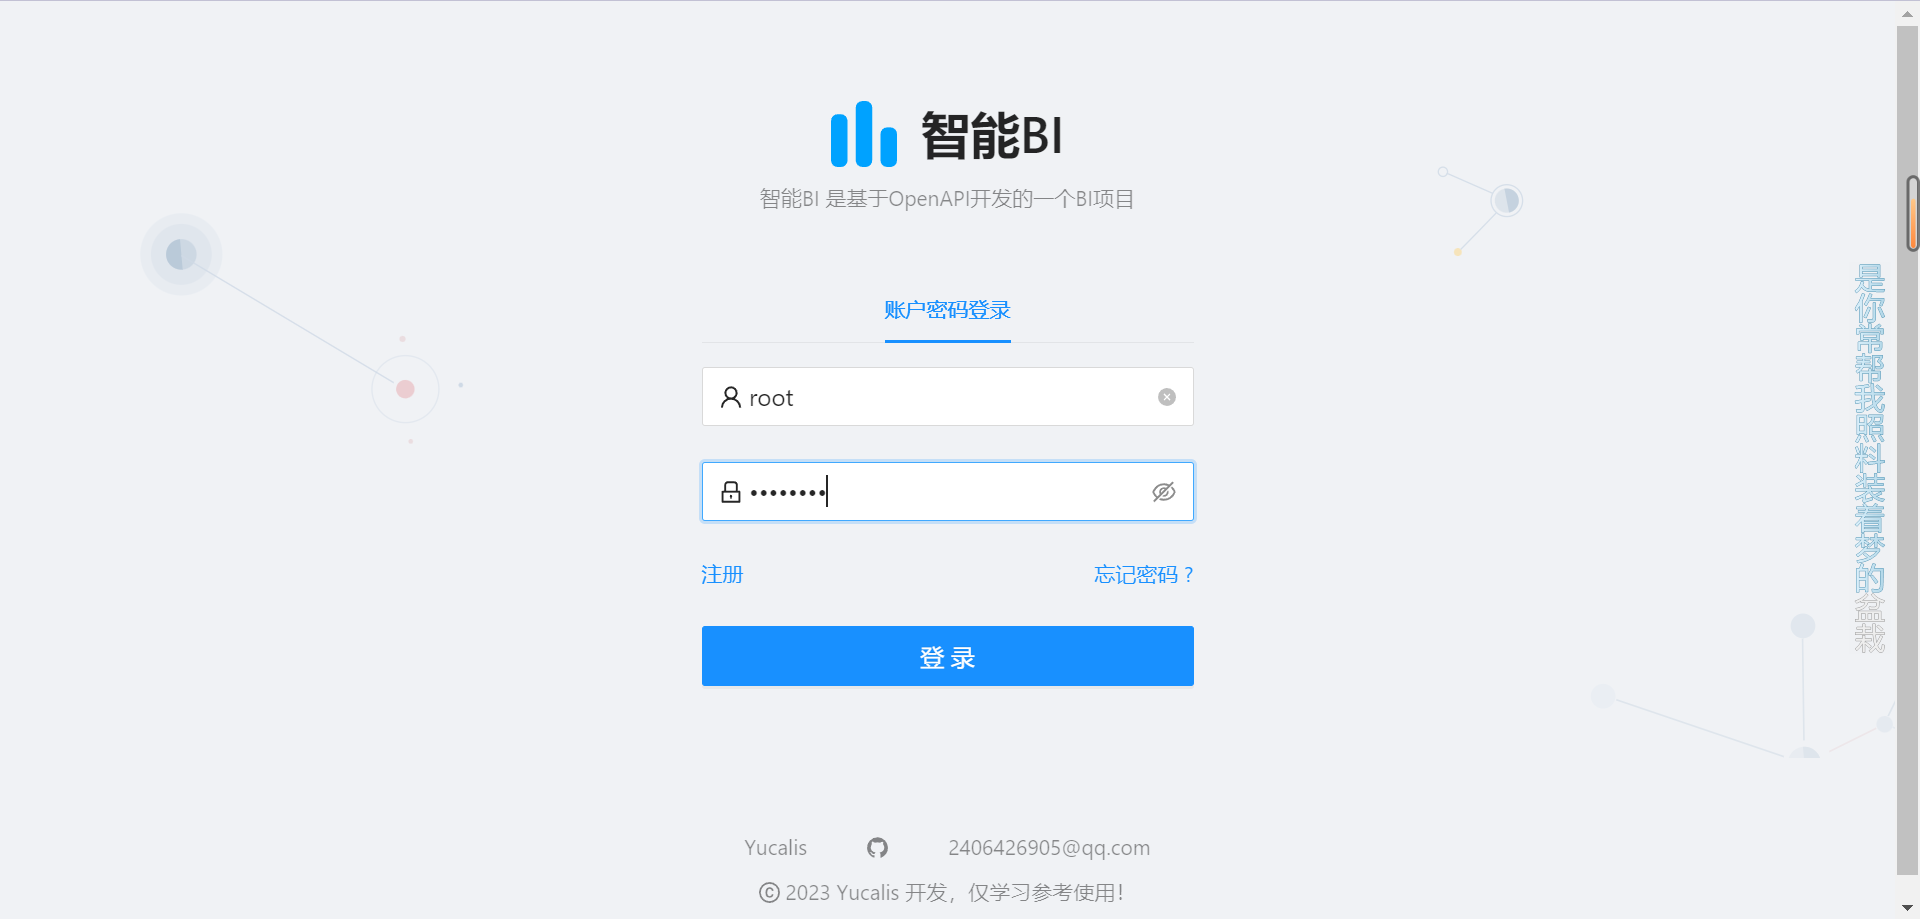 智能BI
智能BI 是基于OpenAPI开发的一个BI项目
账户密码登录
root
••••••••
注册
忘记密码 ?
登 录
Yucalis
2406426905@qq.com
© 2023 Yucalis 开发，仅学习参考使用！
是你常帮我照料装着梦的盆栽